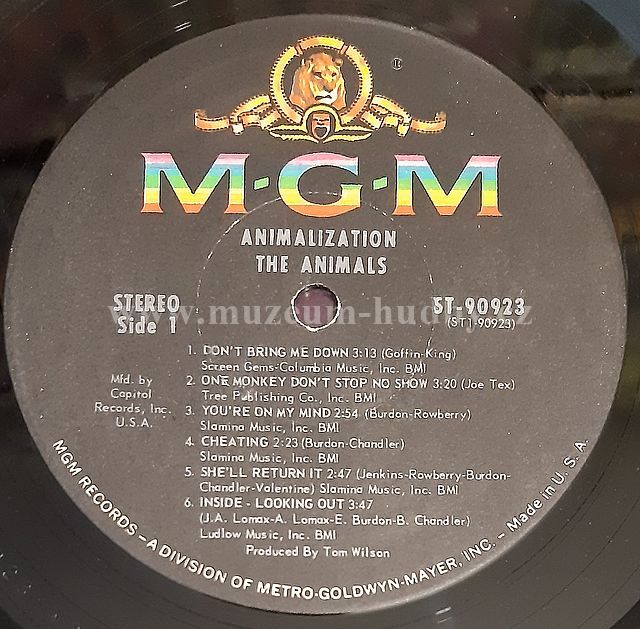 M·G·M
ANIMALIZATION
THE ANIMALS
STEREO
Side 1
ST-90923
(ST1-90923)
www.muzeum-hudby.cz
1. DON'T BRING ME DOWN 3:13 (Goffin-King)
Screen Gems-Columbia Music, Inc. BMI
2. ONE MONKEY DON'T STOP NO SHOW 3:20 (Joe Tex)
Tree Publishing Co., Inc. BMI
3. YOU'RE ON MY MIND 2:54 (Burdon-Rowberry)
Slamina Music, Inc. BMI
4. CHEATING 2:23 (Burdon-Chandler)
Slamina Music, Inc. BMI
5. SHE'LL RETURN IT 2:47 (Jenkins-Rowberry-Burdon-
Chandler-Valentine) Slamina Music, Inc. BMI
6. INSIDE - LOOKING OUT 3:47
(J.A. Lomax-A. Lomax-E. Burdon-B. Chandler)
Ludlow Music, Inc. BMI
Produced By Tom Wilson
Mfd. by
Capitol
Records, Inc.
U.S.A.
MGM RECORDS – A DIVISION OF METRO-GOLDWYN-MAYER, INC. – Made in U. S. A.